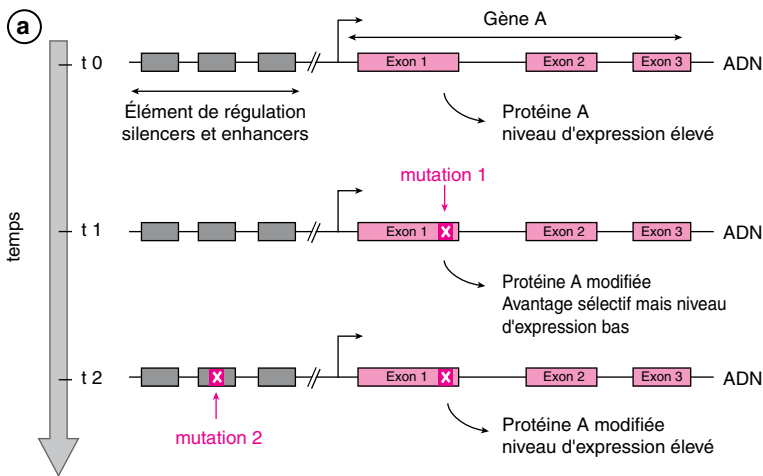 a
Gène A
t 0
Exon 1
Exon 2
Exon 3
ADN
Élément de régulation
silencers et enhancers
Protéine A
niveau d'expression élevé
mutation 1
temps
t 1
Exon 1
X
Exon 2
Exon 3
ADN
Protéine A modifiée
Avantage sélectif mais niveau
d'expression bas
t 2
X
Exon 1
X
Exon 2
Exon 3
ADN
mutation 2
Protéine A modifiée
niveau d'expression élevé